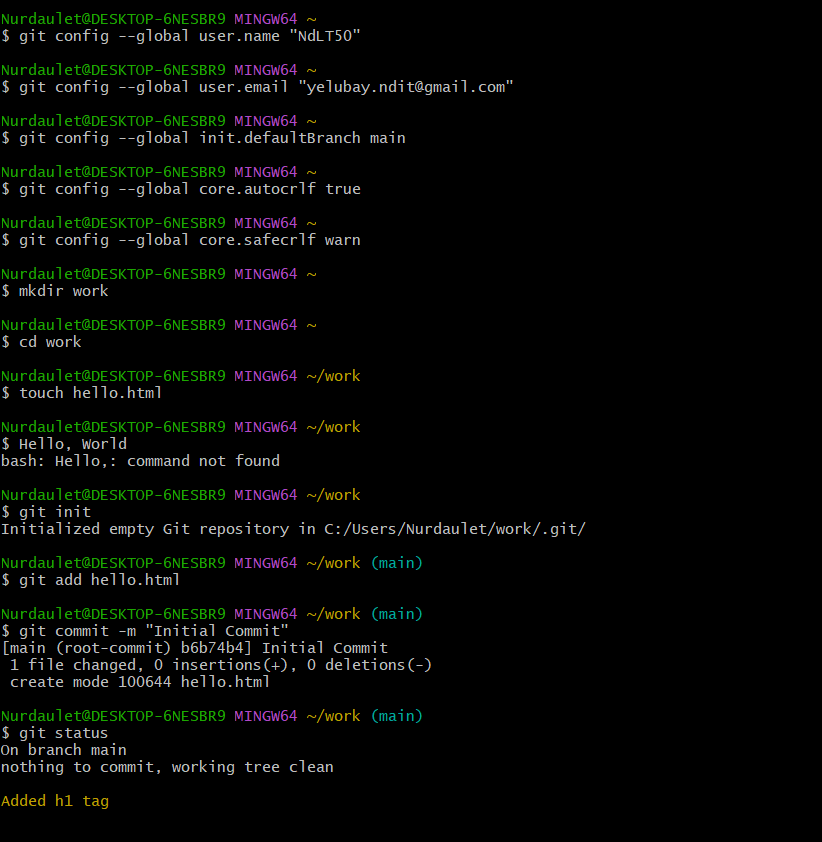 Nurdaulet@DESKTOP-6NESBR9 MINGW64 ~
$ git config --global user.name "NdLT50"
Nurdaulet@DESKTOP-6NESBR9 MINGW64 ~
$ git config --global user.email "yelubay.ndit@gmail.com"
Nurdaulet@DESKTOP-6NESBR9 MINGW64 ~
$ git config --global init.defaultBranch main
Nurdaulet@DESKTOP-6NESBR9 MINGW64 ~
$ git config --global core.autocrlf true
Nurdaulet@DESKTOP-6NESBR9 MINGW64 ~
$ git config --global core.safecrlf warn
Nurdaulet@DESKTOP-6NESBR9 MINGW64 ~
$ mkdir work
Nurdaulet@DESKTOP-6NESBR9 MINGW64 ~
$ cd work
Nurdaulet@DESKTOP-6NESBR9 MINGW64 ~/work
$ touch hello.html
Nurdaulet@DESKTOP-6NESBR9 MINGW64 ~/work
$ Hello, World
bash: Hello,: command not found
Nurdaulet@DESKTOP-6NESBR9 MINGW64 ~/work
$ git init
Initialized empty Git repository in C:/Users/Nurdaulet/work/.git/
Nurdaulet@DESKTOP-6NESBR9 MINGW64 ~/work (main)
$ git add hello.html
Nurdaulet@DESKTOP-6NESBR9 MINGW64 ~/work (main)
$ git commit -m "Initial Commit"
[main (root-commit) b6b74b4] Initial Commit
 1 file changed, 0 insertions(+), 0 deletions(-)
 create mode 100644 hello.html
Nurdaulet@DESKTOP-6NESBR9 MINGW64 ~/work (main)
$ git status
On branch main
nothing to commit, working tree clean
Added h1 tag